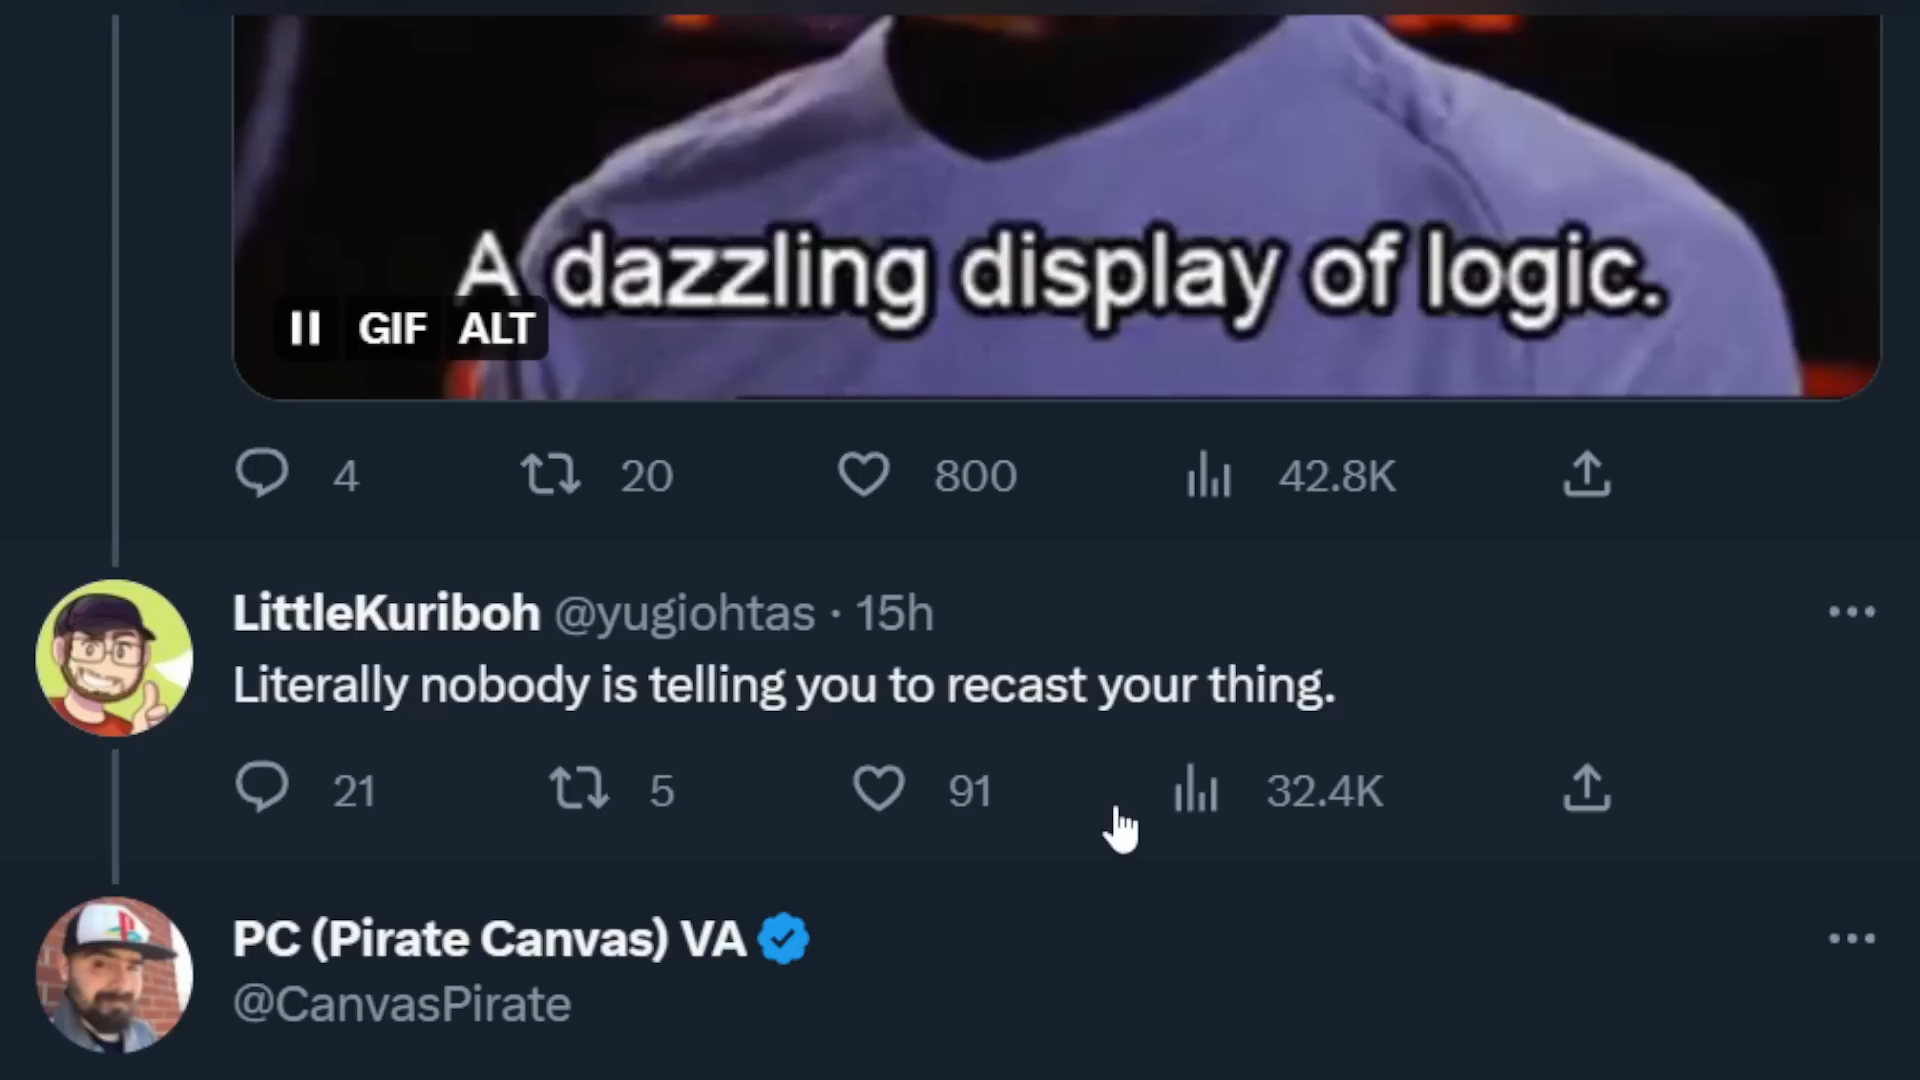 A dazzling display of logic.
GIF ALT
4 20 800 42.8K
LittleKuriboh @yugiohtas · 15h
Literally nobody is telling you to recast your thing.
21 5 91 32.4K
PC (Pirate Canvas) VA
@CanvasPirate